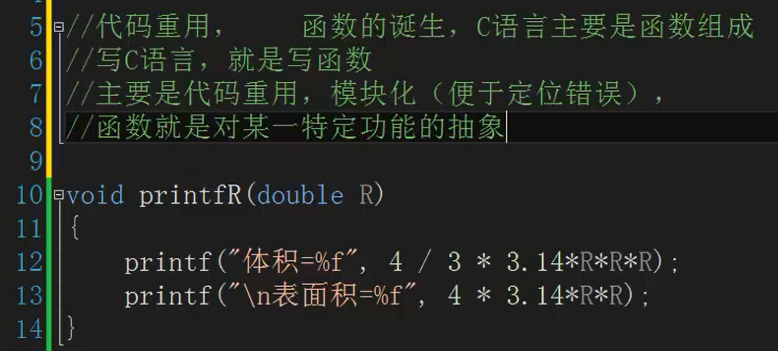 5 //代码重用，    函数的诞生，C语言主要是函数组成
6 //写C语言，就是写函数
7 //主要是代码重用，模块化（便于定位错误），
8 //函数就是对某一特定功能的抽象
9
10 void printfR(double R)
11 {
12     printf("体积=%f", 4 / 3 * 3.14*R*R*R);
13     printf("\n表面积=%f", 4 * 3.14*R*R);
14 }